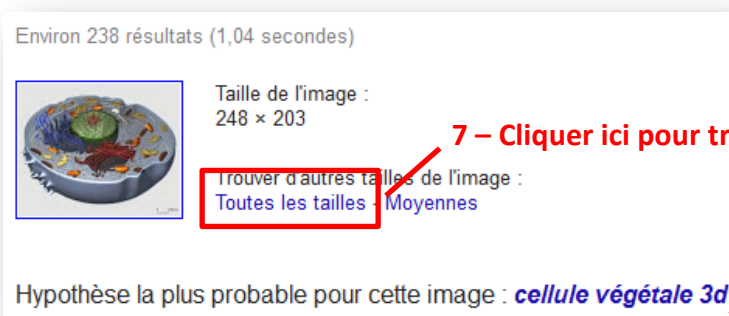 Environ 238 résultats (1,04 secondes)
Taille de l'image :
248 × 203
7 – Cliquer ici pour
Trouver d'autres tailles de l'image :
Toutes les tailles - Moyennes
Hypothèse la plus probable pour cette image : cellule végétale 3d